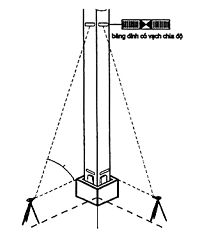 băng dính có vạch chia độ